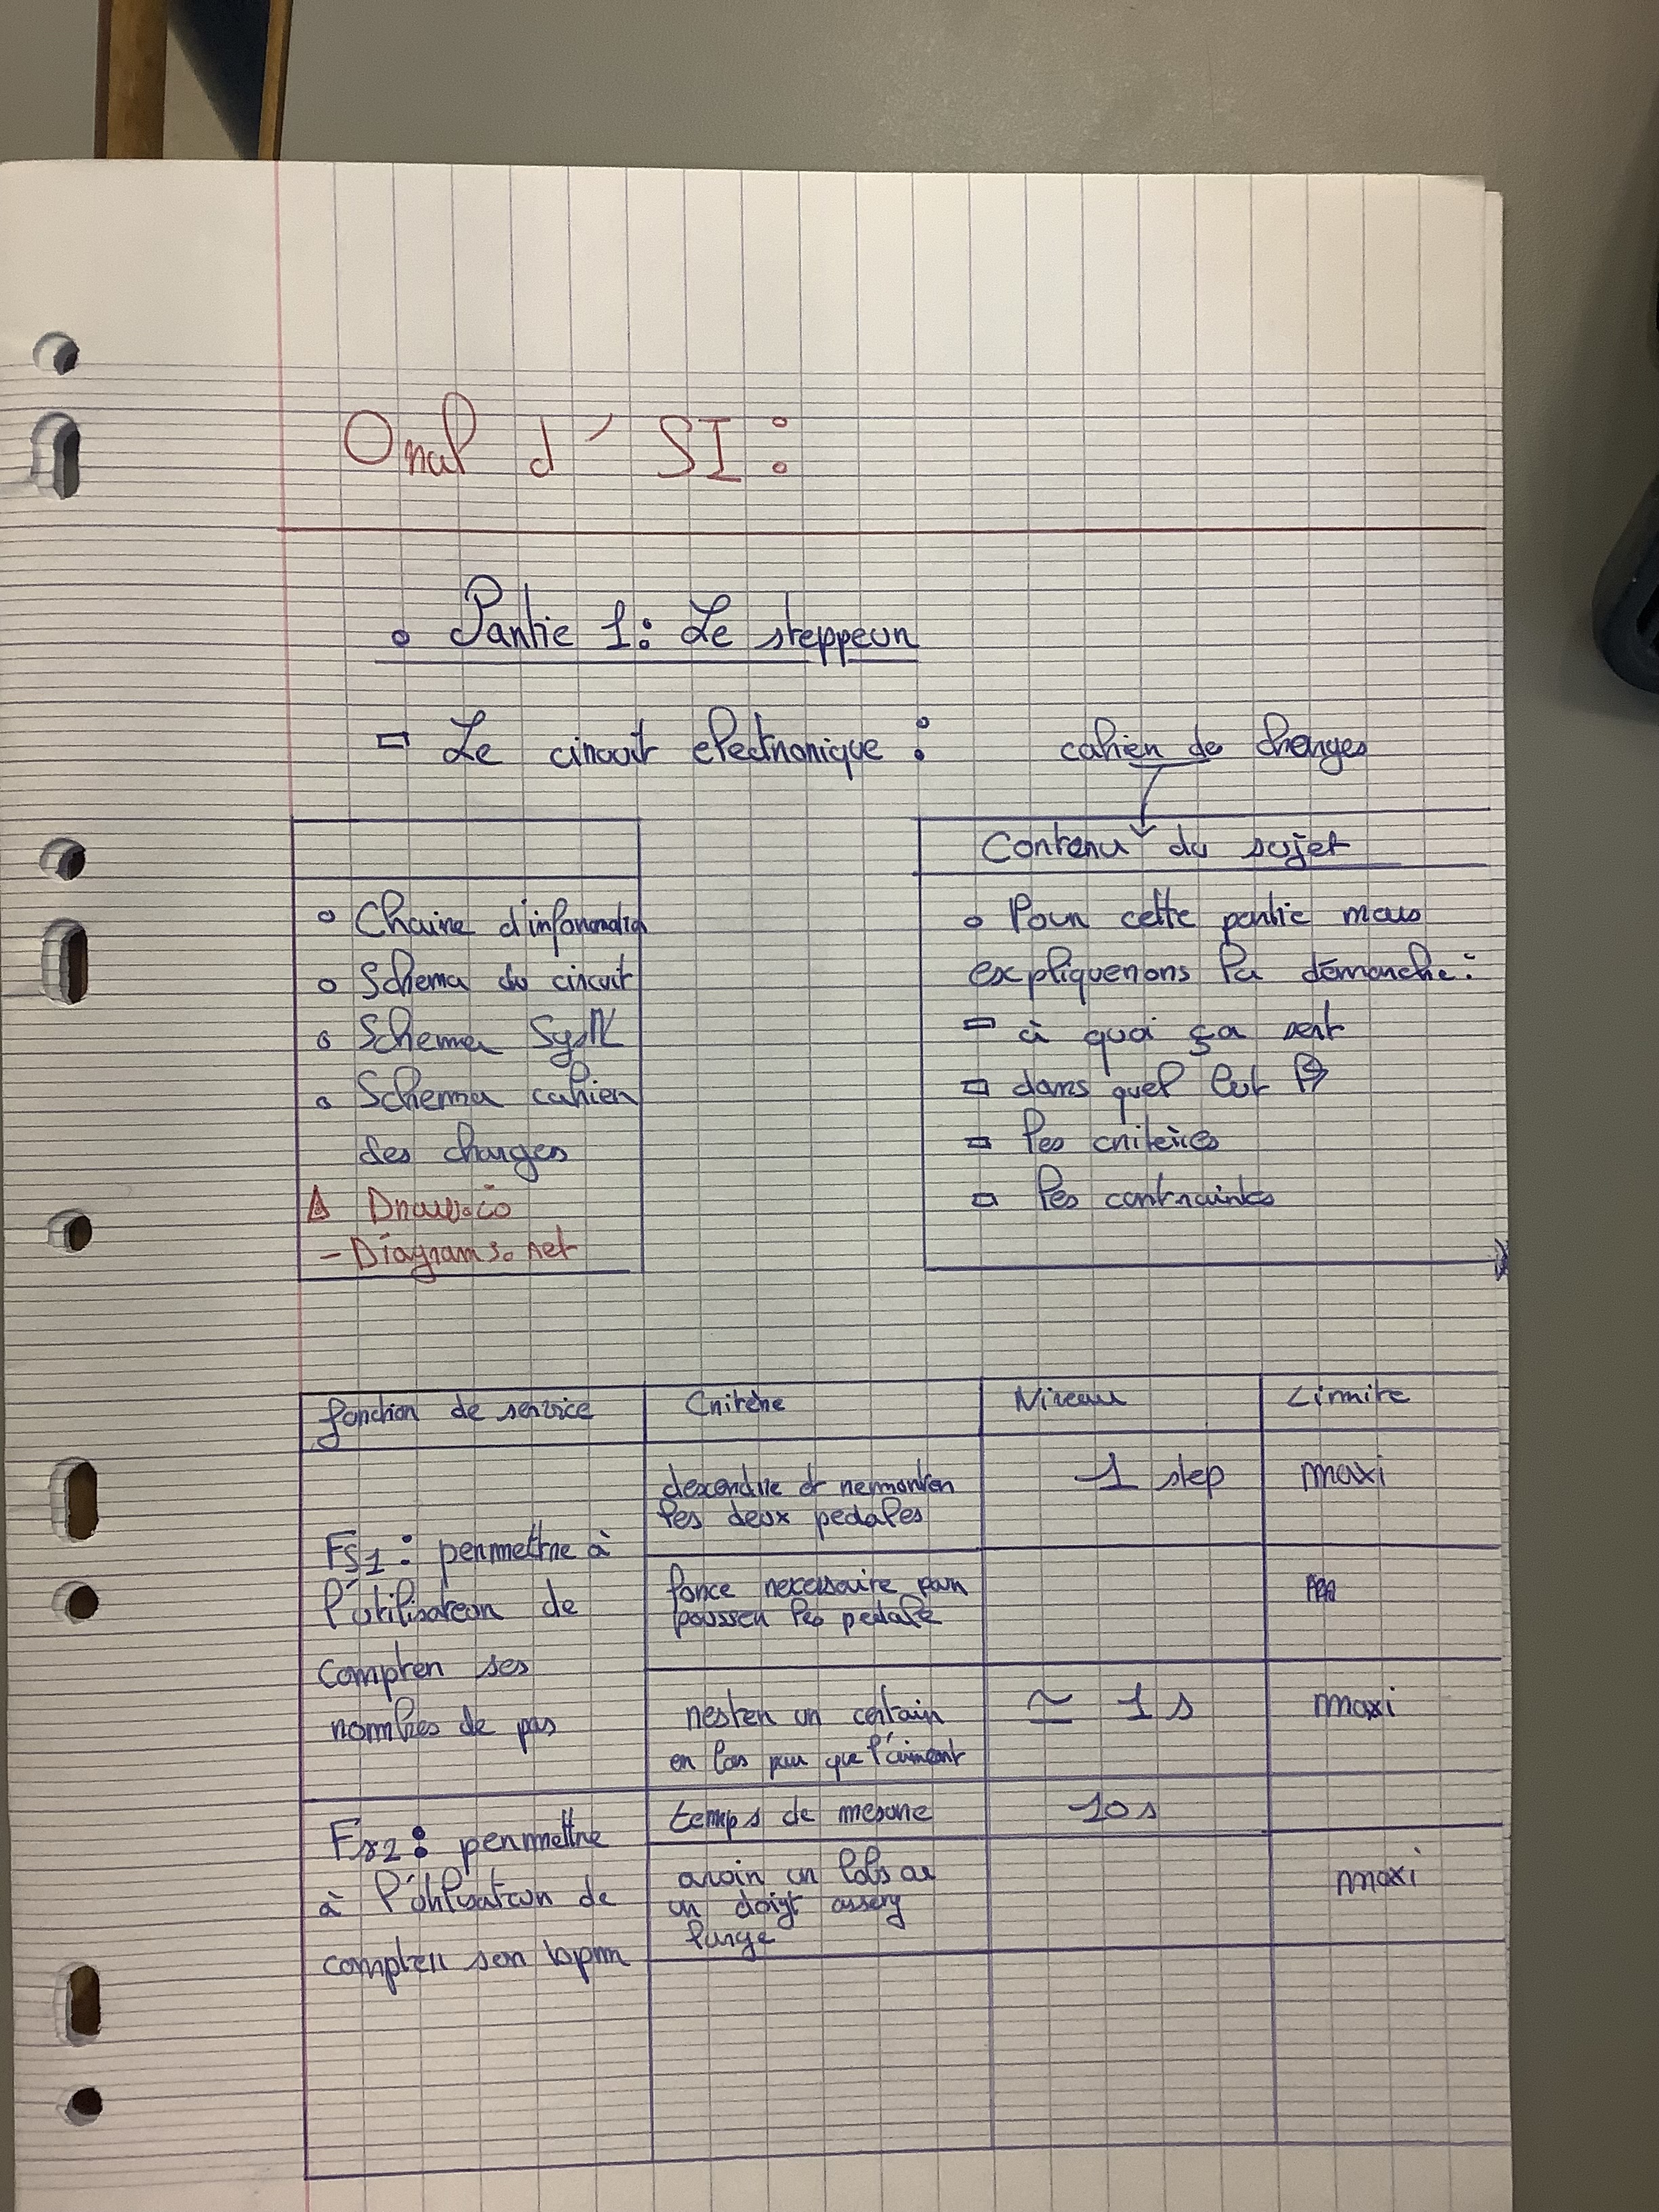 Oral d'SI :
Partie 1 : Le steppeur
Le circuit electronique :
cahier de charges
Chaine d'information
Schema du circuit
Schema SysML
Schema cahier
des charges
Draw.io
- Diagrams.net
Contenu du sujet
Pour cette partie nous
expliquerons la démarche :
à quoi ça sert
dans quel but
les critères
les contraintes
fonction de service
Critère
Niveau
Limite
Fs1 : permettre à
l'utilisateur de
compter ses
nombres de pas
descendre et remonter
les deux pedales
1 step
maxi
force necessaire pour
pousser les pedale
rester un certain
en bas pour que l'aimant
≃ 1 s
maxi
Fs2 : permettre
à l'utilisateur de
compter son bpm
temps de mesure
10 s
avoir un
un doigt assez
large
maxi